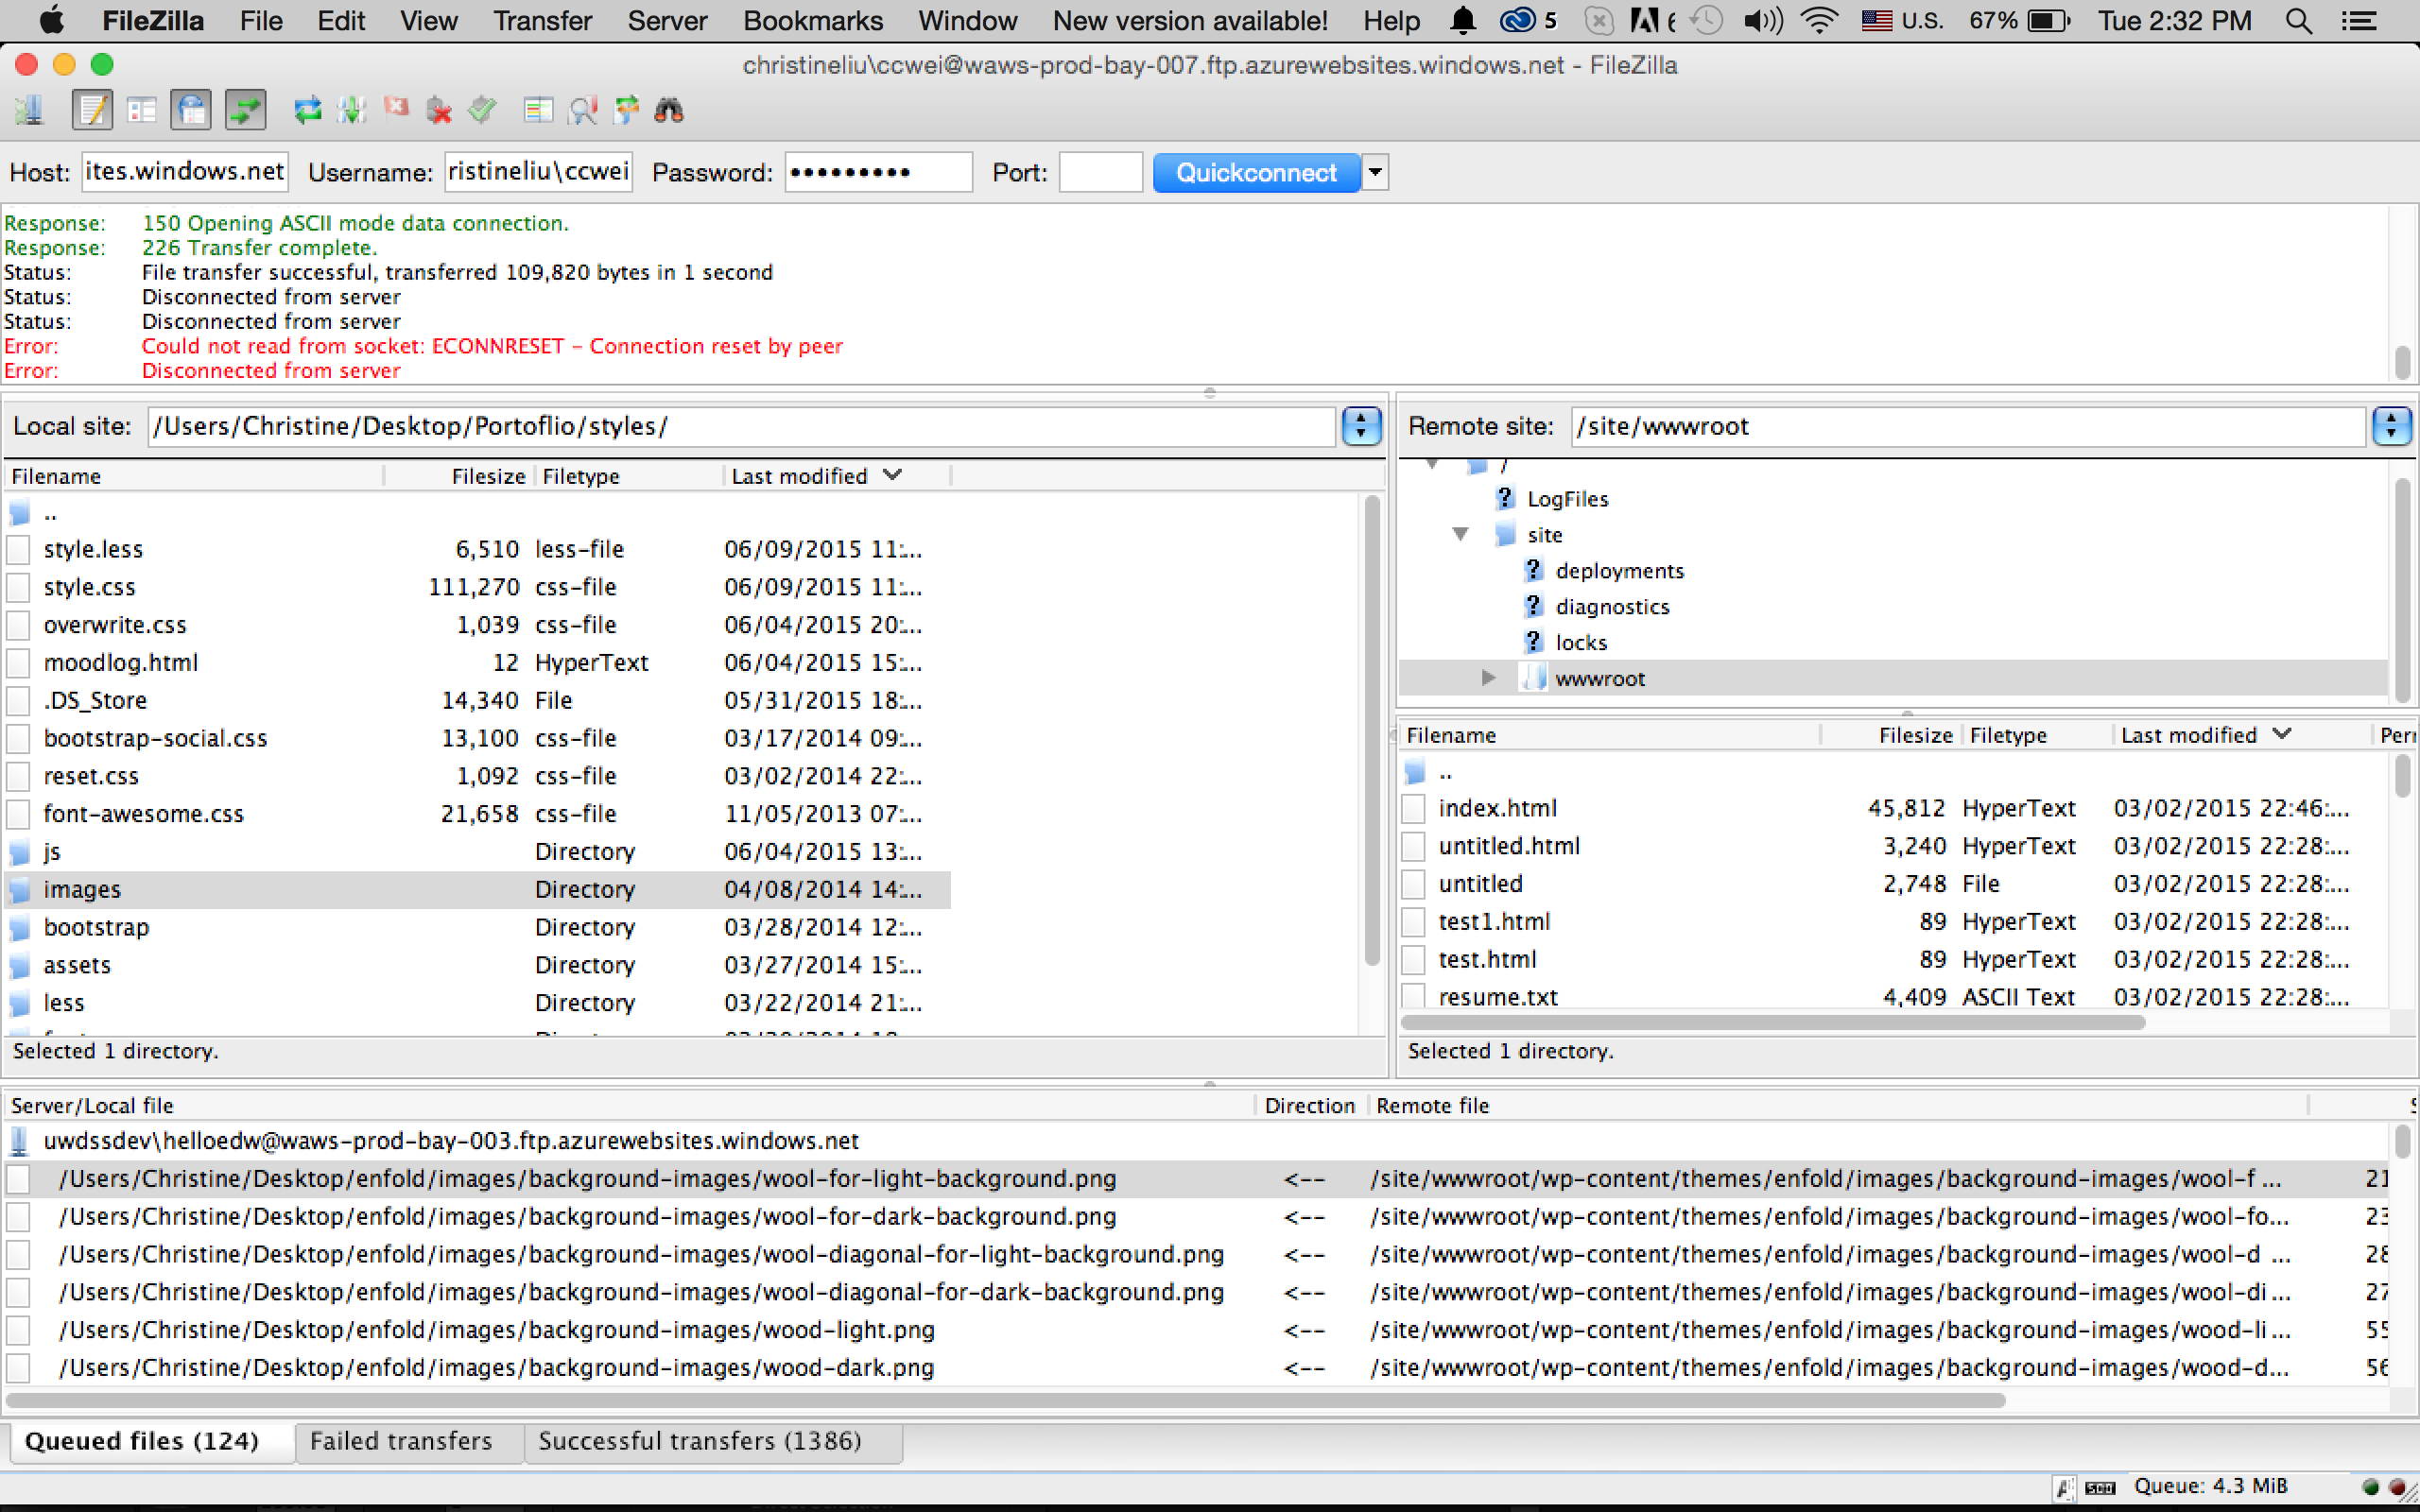 FileZilla File Edit View Transfer Server Bookmarks Window New version available! Help 5 6 U.S. 67% Tue 2:32 PM
christineliu\ccwei@waws-prod-bay-007.ftp.azurewebsites.windows.net - FileZilla
Host: ites.windows.net Username: ristineliu\ccwei Password: ••••••••• Port: Quickconnect
Response: 150 Opening ASCII mode data connection.
Response: 226 Transfer complete.
Status: File transfer successful, transferred 109,820 bytes in 1 second
Status: Disconnected from server
Status: Disconnected from server
Error: Could not read from socket: ECONNRESET - Connection reset by peer
Error: Disconnected from server
Local site: /Users/Christine/Desktop/Portoflio/styles/
Filename Filesize Filetype Last modified
..
style.less 6,510 less-file 06/09/2015 11:...
style.css 111,270 css-file 06/09/2015 11:...
overwrite.css 1,039 css-file 06/04/2015 20:...
moodlog.html 12 HyperText 06/04/2015 15:...
.DS_Store 14,340 File 05/31/2015 18:...
bootstrap-social.css 13,100 css-file 03/17/2014 09:...
reset.css 1,092 css-file 03/02/2014 22:...
font-awesome.css 21,658 css-file 11/05/2013 07:...
js Directory 06/04/2015 13:...
images Directory 04/08/2014 14:...
bootstrap Directory 03/28/2014 12:...
assets Directory 03/27/2014 15:...
less Directory 03/22/2014 21:...
Selected 1 directory.
Remote site: /site/wwwroot
/
? LogFiles
site
? deployments
? diagnostics
? locks
wwwroot
Filename Filesize Filetype Last modified Perr
..
index.html 45,812 HyperText 03/02/2015 22:46:...
untitled.html 3,240 HyperText 03/02/2015 22:28:...
untitled 2,748 File 03/02/2015 22:28:...
test1.html 89 HyperText 03/02/2015 22:28:...
test.html 89 HyperText 03/02/2015 22:28:...
resume.txt 4,409 ASCII Text 03/02/2015 22:28:...
Selected 1 directory.
Server/Local file Direction Remote file S
uwdssdev\helloedw@waws-prod-bay-003.ftp.azurewebsites.windows.net
/Users/Christine/Desktop/enfold/images/background-images/wool-for-light-background.png <-- /site/wwwroot/wp-content/themes/enfold/images/background-images/wool-f ... 21
/Users/Christine/Desktop/enfold/images/background-images/wool-for-dark-background.png <-- /site/wwwroot/wp-content/themes/enfold/images/background-images/wool-fo... 23
/Users/Christine/Desktop/enfold/images/background-images/wool-diagonal-for-light-background.png <-- /site/wwwroot/wp-content/themes/enfold/images/background-images/wool-d ... 28
/Users/Christine/Desktop/enfold/images/background-images/wool-diagonal-for-dark-background.png <-- /site/wwwroot/wp-content/themes/enfold/images/background-images/wool-di ... 27
/Users/Christine/Desktop/enfold/images/background-images/wood-light.png <-- /site/wwwroot/wp-content/themes/enfold/images/background-images/wood-li ... 55
/Users/Christine/Desktop/enfold/images/background-images/wood-dark.png <-- /site/wwwroot/wp-content/themes/enfold/images/background-images/wood-d... 56
Queued files (124) Failed transfers Successful transfers (1386)
Queue: 4.3 MiB